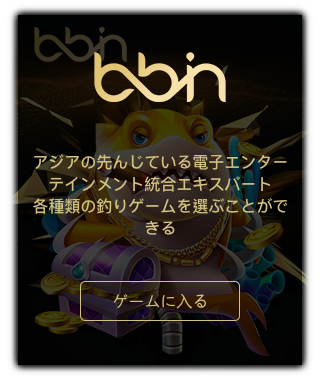 bbin
bbin
アジアの先んじている電子エンター
テインメント統合エキスパート
各種類の釣りゲームを選ぶことがで
きる
ゲームに入る